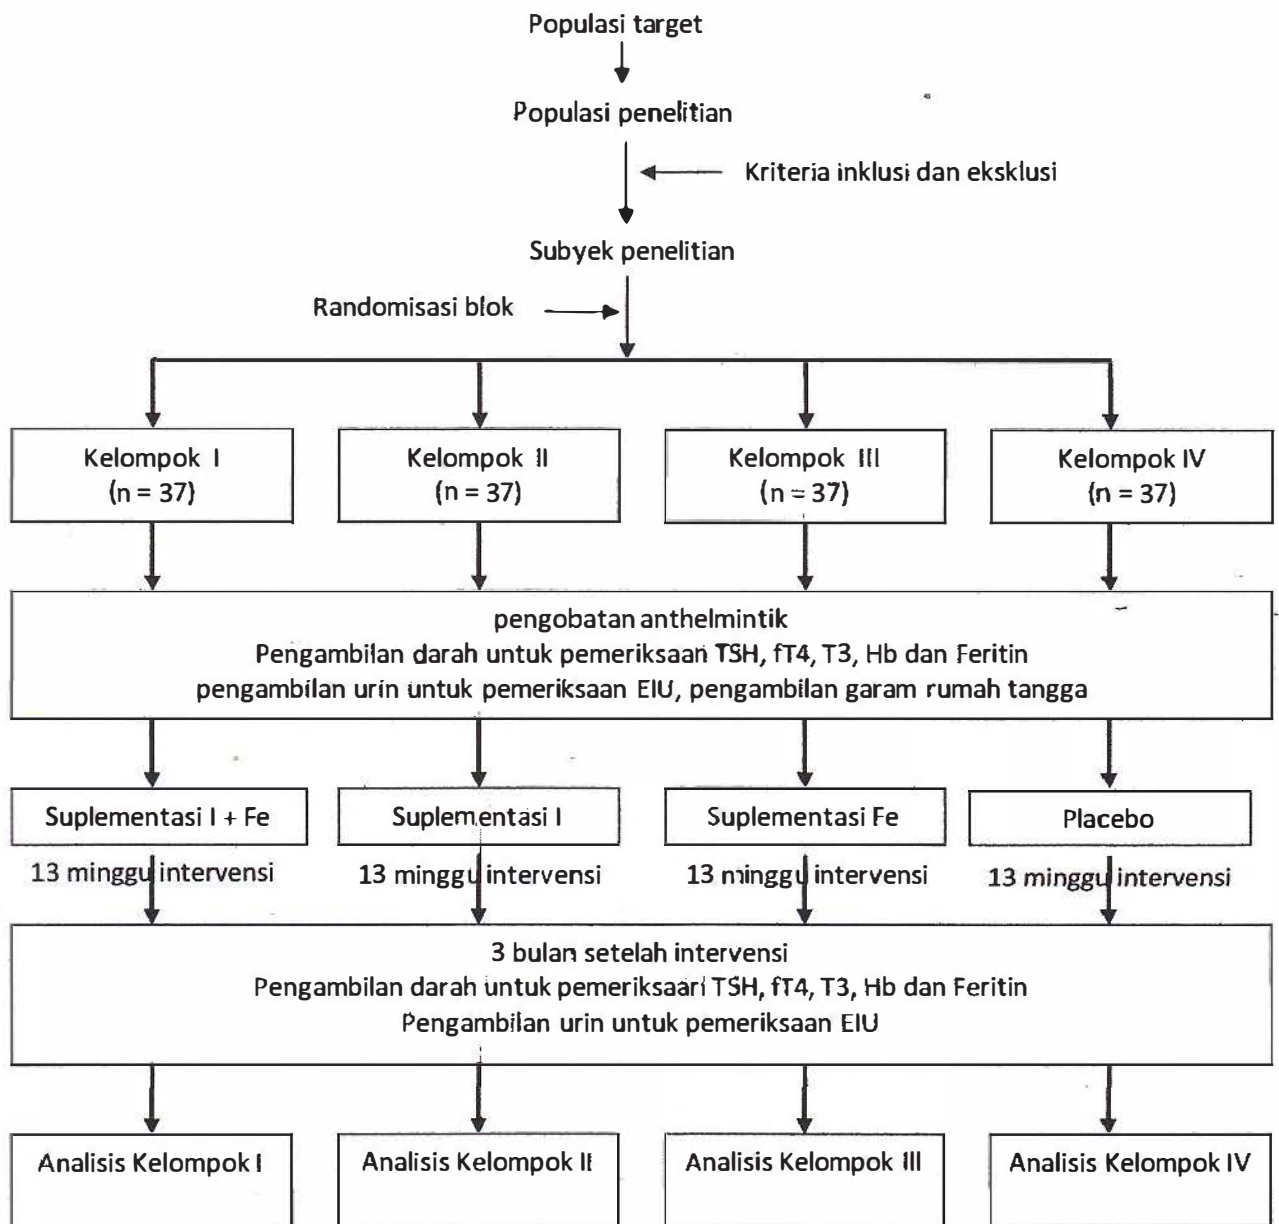 Populasi target
Populasi penelitian
Kriteria inklusi dan eksklusi
Subyek penelitian
Randomisasi blok
Kelompok I
(n = 37)
Kelompok II
(n = 37)
Kelompok III
(n = 37)
Kelompok IV
(n = 37)
pengobatan anthelmintik
Pengambilan darah untuk pemeriksaan TSH, fT4, T3, Hb dan Feritin
pengambilan urin untuk pemeriksaan EIU, pengambilan garam rumah tangga
Suplementasi I + Fe
Suplementasi I
Suplementasi Fe
Placebo
13 minggu intervensi
13 minggu intervensi
13 minggu intervensi
13 minggu intervensi
3 bulan setelah intervensi
Pengambilan darah untuk pemeriksaan TSH, fT4, T3, Hb dan Feritin
Pengambilan urin untuk pemeriksaan EIU
Analisis Kelompok I
Analisis Kelompok II
Analisis Kelompok III
Analisis Kelompok IV